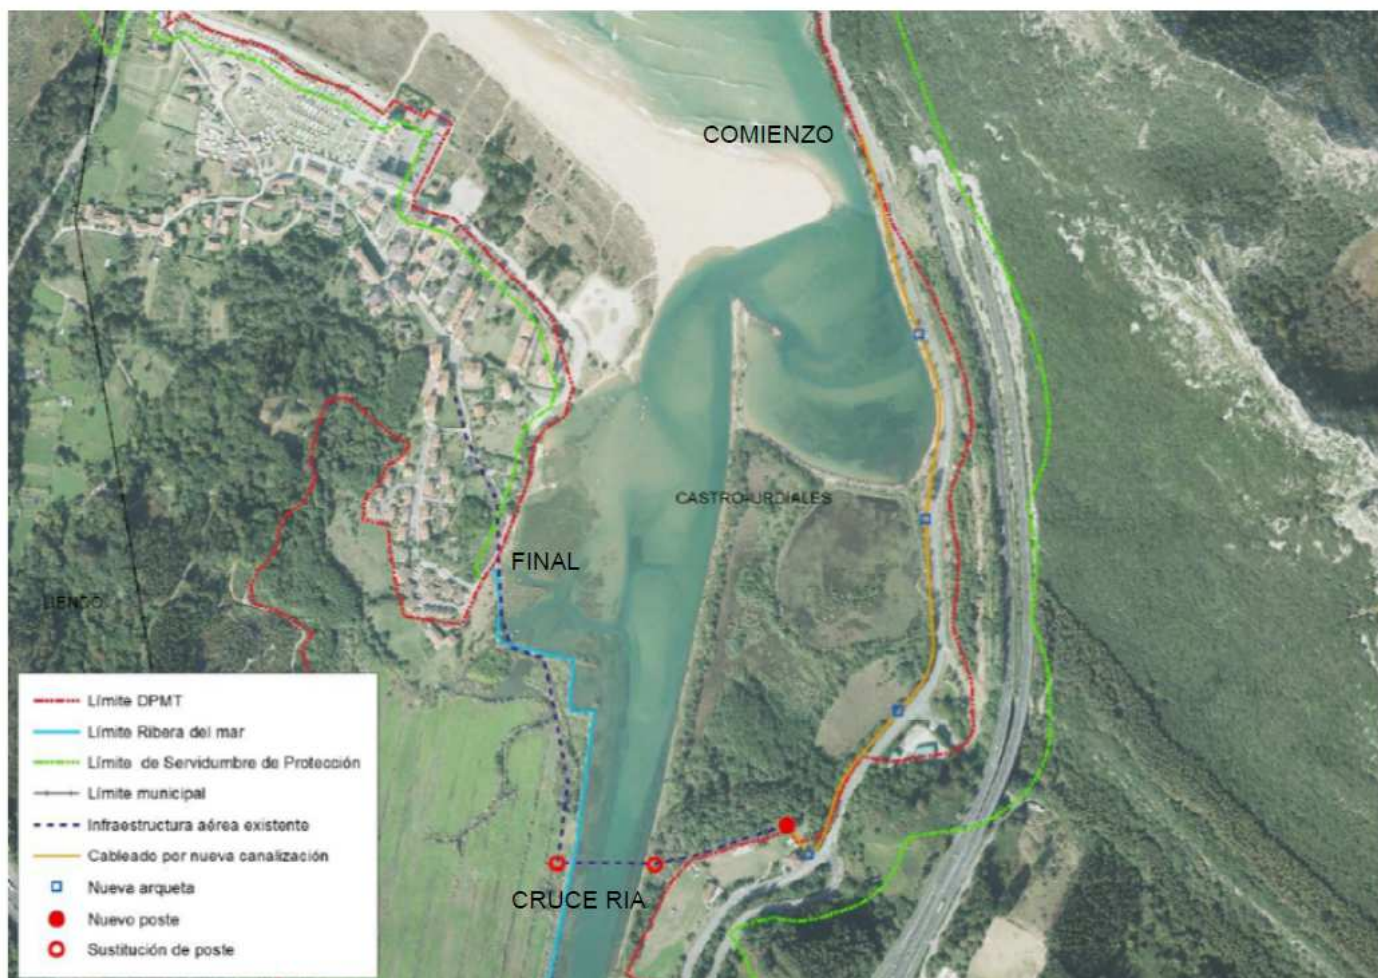 COMIENZO
CASTRO-URDIALES
FINAL
LIENDO
CRUCE RIA
Límite DPMT
Límite Ribera del mar
Límite de Servidumbre de Protección
Límite municipal
Infraestructura aérea existente
Cableado por nueva canalización
Nueva arqueta
Nuevo poste
Sustitución de poste